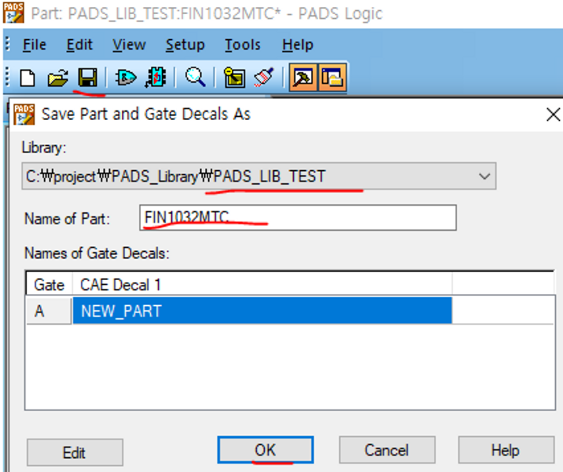 PADS
Part: PADS_LIB_TEST:FIN1032MTC* - PADS Logic
File Edit View Setup Tools Help
PADS
Save Part and Gate Decals As
Library:
C:₩project₩PADS_Library₩PADS_LIB_TEST
Name of Part: FIN1032MTC
Names of Gate Decals:
Gate CAE Decal 1
A NEW_PART
Edit OK Cancel Help